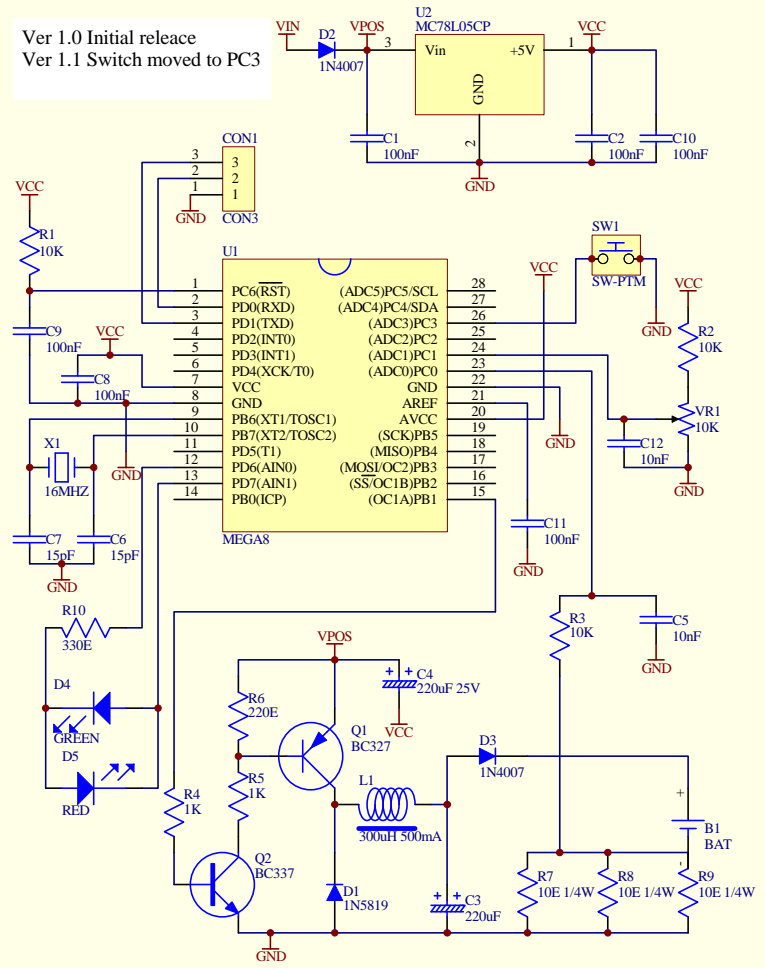 Ver 1.0 Initial releace
Ver 1.1 Switch moved to PC3
VIN
D2
1N4007
VPOS
3
U2
MC78L05CP
Vin
+5V
GND
2
1
VCC
C1
100nF
C2
100nF
C10
100nF
GND
CON1
3
2
1
3
2
1
CON3
GND
VCC
R1
10K
C9
100nF
VCC
C8
100nF
U1
1 PC6(RST) (ADC5)PC5/SCL 28
2 PD0(RXD) (ADC4)PC4/SDA 27
3 PD1(TXD) (ADC3)PC3 26
4 PD2(INT0) (ADC2)PC2 25
5 PD3(INT1) (ADC1)PC1 24
6 PD4(XCK/T0) (ADC0)PC0 23
7 VCC GND 22
8 GND AREF 21
9 PB6(XT1/TOSC1) AVCC 20
10 PB7(XT2/TOSC2) (SCK)PB5 19
11 PD5(T1) (MISO)PB4 18
12 PD6(AIN0) (MOSI/OC2)PB3 17
13 PD7(AIN1) (SS/OC1B)PB2 16
14 PB0(ICP) (OC1A)PB1 15
MEGA8
SW1
SW-PTM
VCC
GND
VCC
R2
10K
VR1
10K
C12
10nF
GND
GND
X1
16MHZ
GND
C7
15pF
C6
15pF
GND
C11
100nF
GND
R10
330E
D4
GREEN
D5
RED
R3
10K
C5
10nF
GND
VPOS
C4
220uF 25V
VCC
R6
220E
Q1
BC327
R5
1K
R4
1K
Q2
BC337
L1
300uH 500mA
D3
1N4007
D1
1N5819
C3
220uF
GND
+
B1
BAT
-
R7
10E 1/4W
R8
10E 1/4W
R9
10E 1/4W